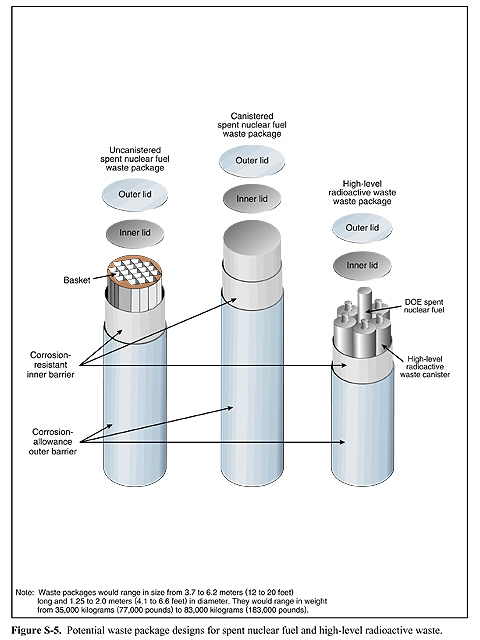 Canistered
spent nuclear fuel
waste package
Outer lid
Inner lid
Uncanistered
spent nuclear fuel
waste package
Outer lid
Inner lid
Basket
High-level
radioactive waste
waste package
Outer lid
Inner lid
DOE spent
nuclear fuel
High-level
radioactive
waste canister
Corrosion-
resistant
inner barrier
Corrosion-
allowance
outer barrier
Note: Waste packages would range in size from 3.7 to 6.2 meters (12 to 20 feet)
long and 1.25 to 2.0 meters (4.1 to 6.6 feet) in diameter. They would range in weight
from 35,000 kilograms (77,000 pounds) to 83,000 kilograms (183,000 pounds).
Figure S-5. Potential waste package designs for spent nuclear fuel and high-level radioactive waste.